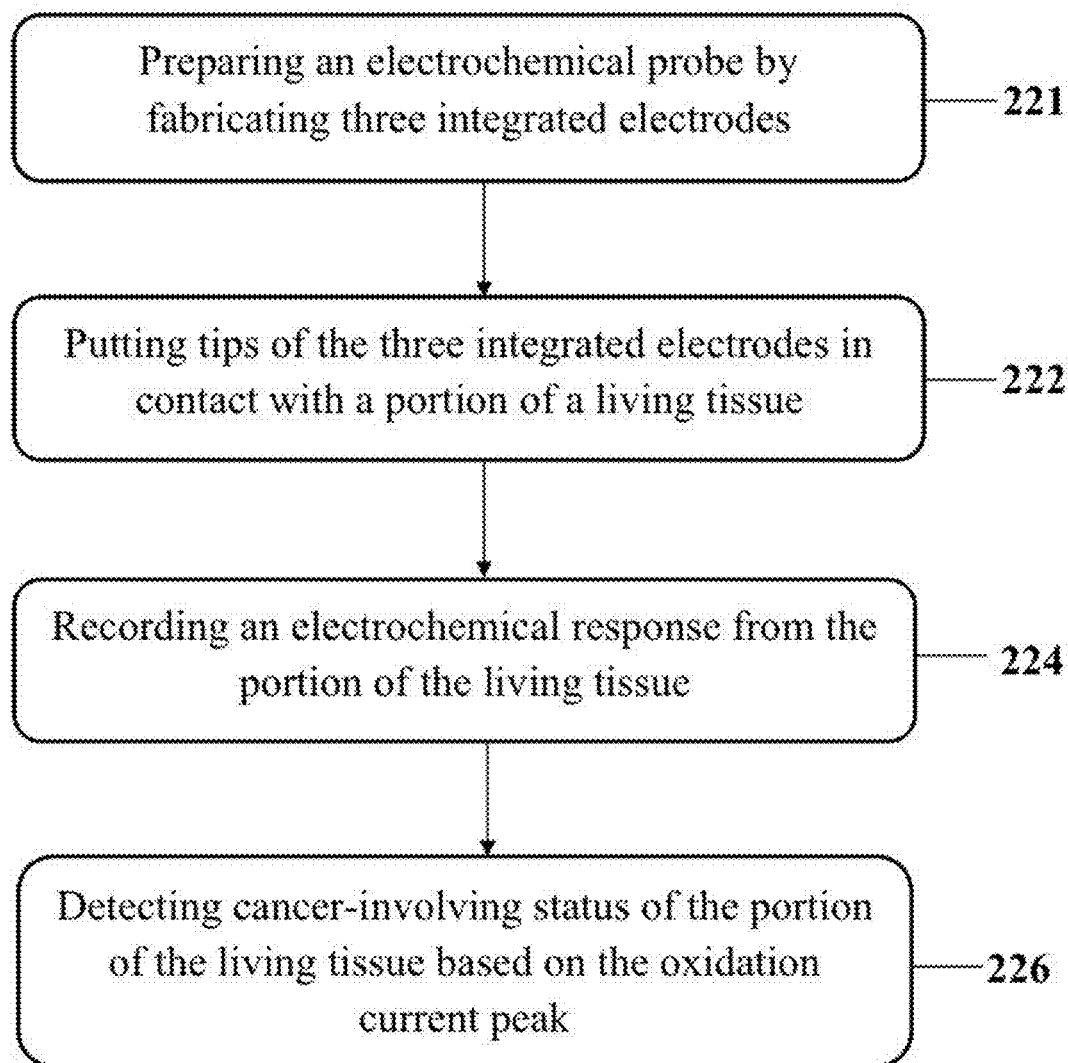 Preparing an electrochemical probe by
fabricating three integrated electrodes
221
Putting tips of the three integrated electrodes in
contact with a portion of a living tissue
222
Recording an electrochemical response from the
portion of the living tissue
224
Detecting cancer-involving status of the portion
of the living tissue based on the oxidation
current peak
226